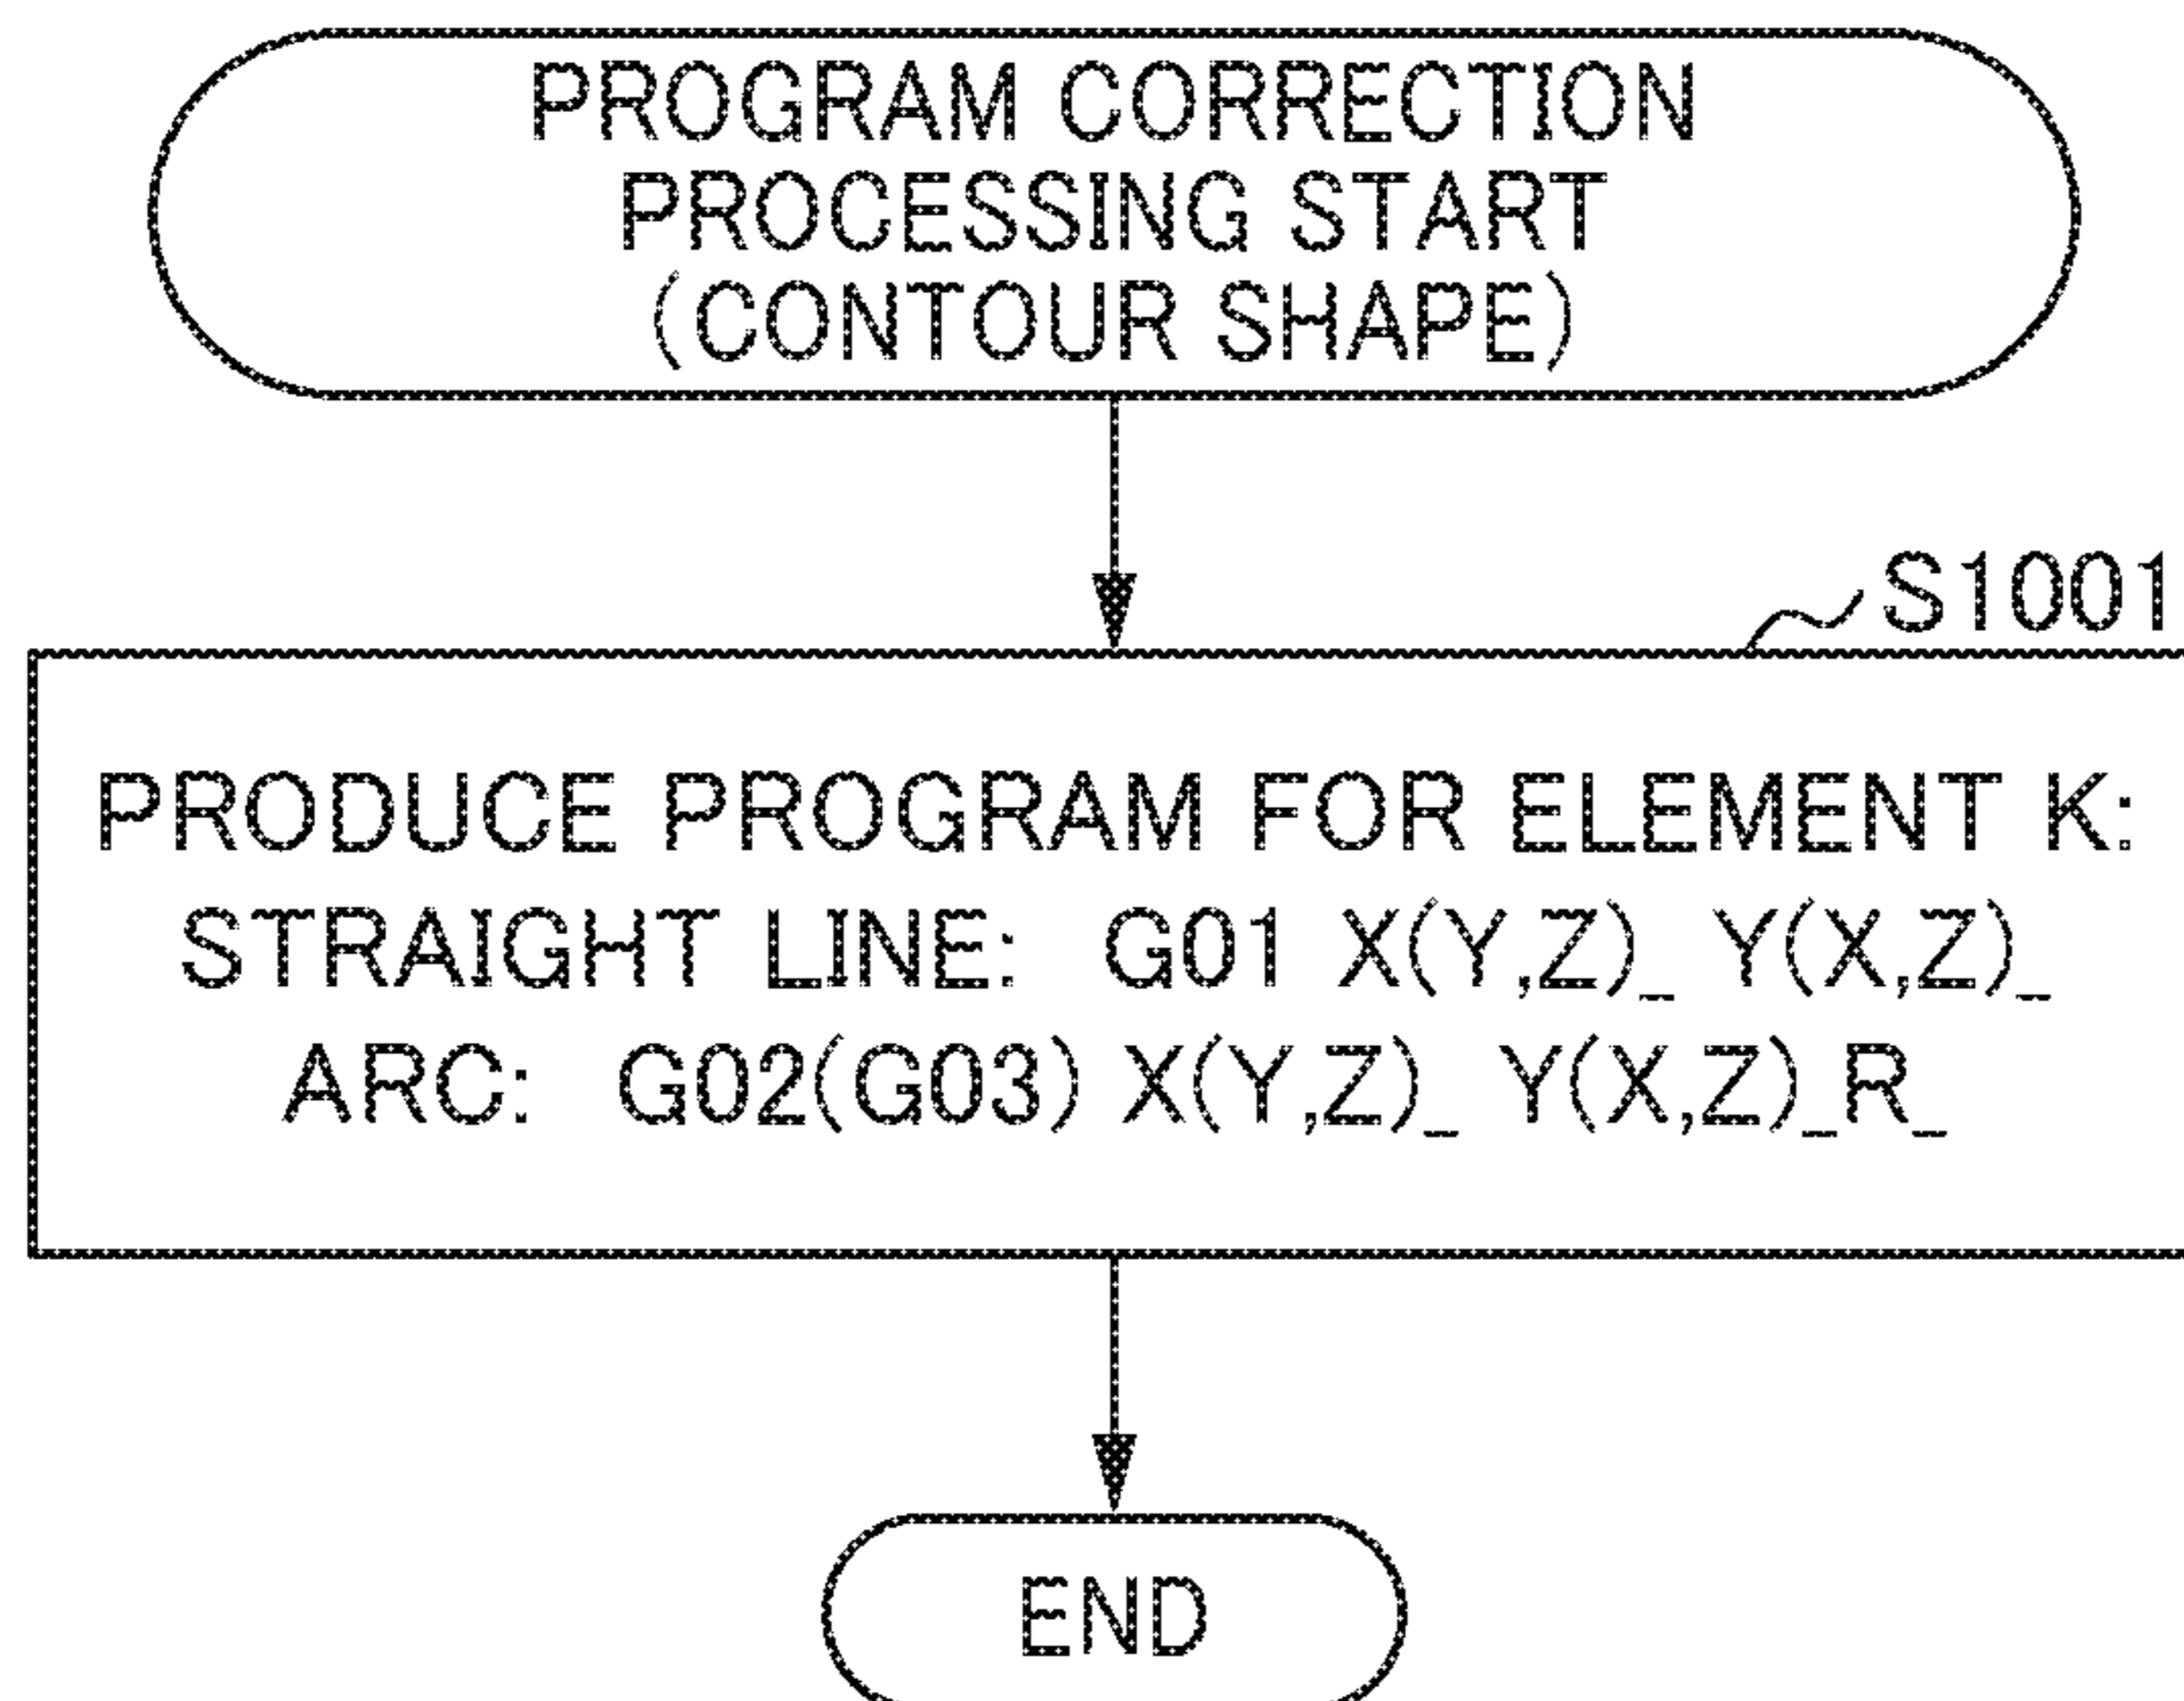 PROGRAM CORRECTION
PROCESSING START
(CONTOUR SHAPE)
S1001
PRODUCE PROGRAM FOR ELEMENT K:
STRAIGHT LINE: G01 X(Y,Z)_ Y(X,Z)_
ARC: G02(G03) X(Y,Z)_ Y(X,Z)_R_
END